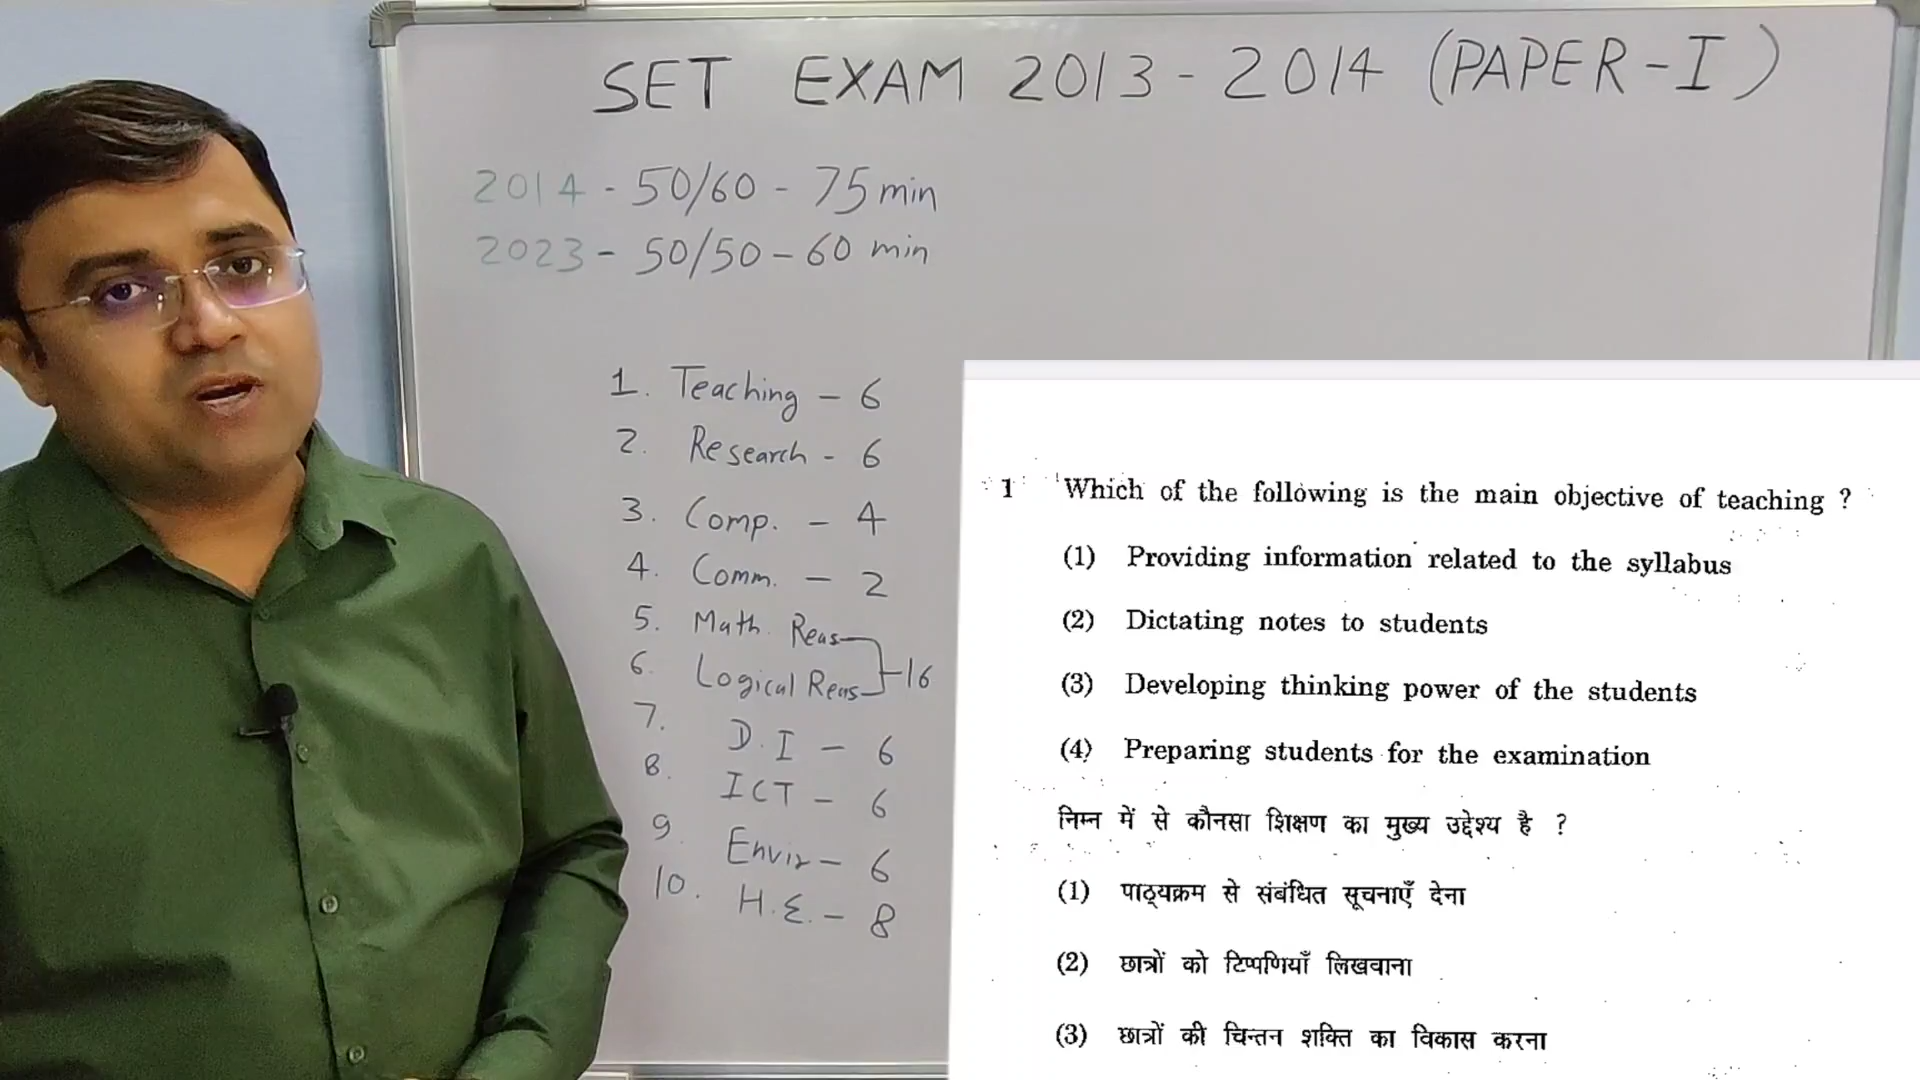 SET EXAM 2013-2014 (PAPER-I)
2014 - 50/60 - 75 min
2023 - 50/50 - 60 min
1. Teaching - 6
2. Research - 6
3. Comp. - 4
4. Comm. - 2
5. Math Reas
6. Logical Reas
16
7. D.I - 6
8. ICT - 6
9. Envir - 6
10. H.E. - 8
1 Which of the following is the main objective of teaching ?
(1) Providing information related to the syllabus
(2) Dictating notes to students
(3) Developing thinking power of the students
(4) Preparing students for the examination
निम्न में से कौनसा शिक्षण का मुख्य उद्देश्य है ?
(1) पाठ्यक्रम से संबंधित सूचनाएँ देना
(2) छात्रों को टिप्पणियाँ लिखवाना
(3) छात्रों की चिन्तन शक्ति का विकास करना